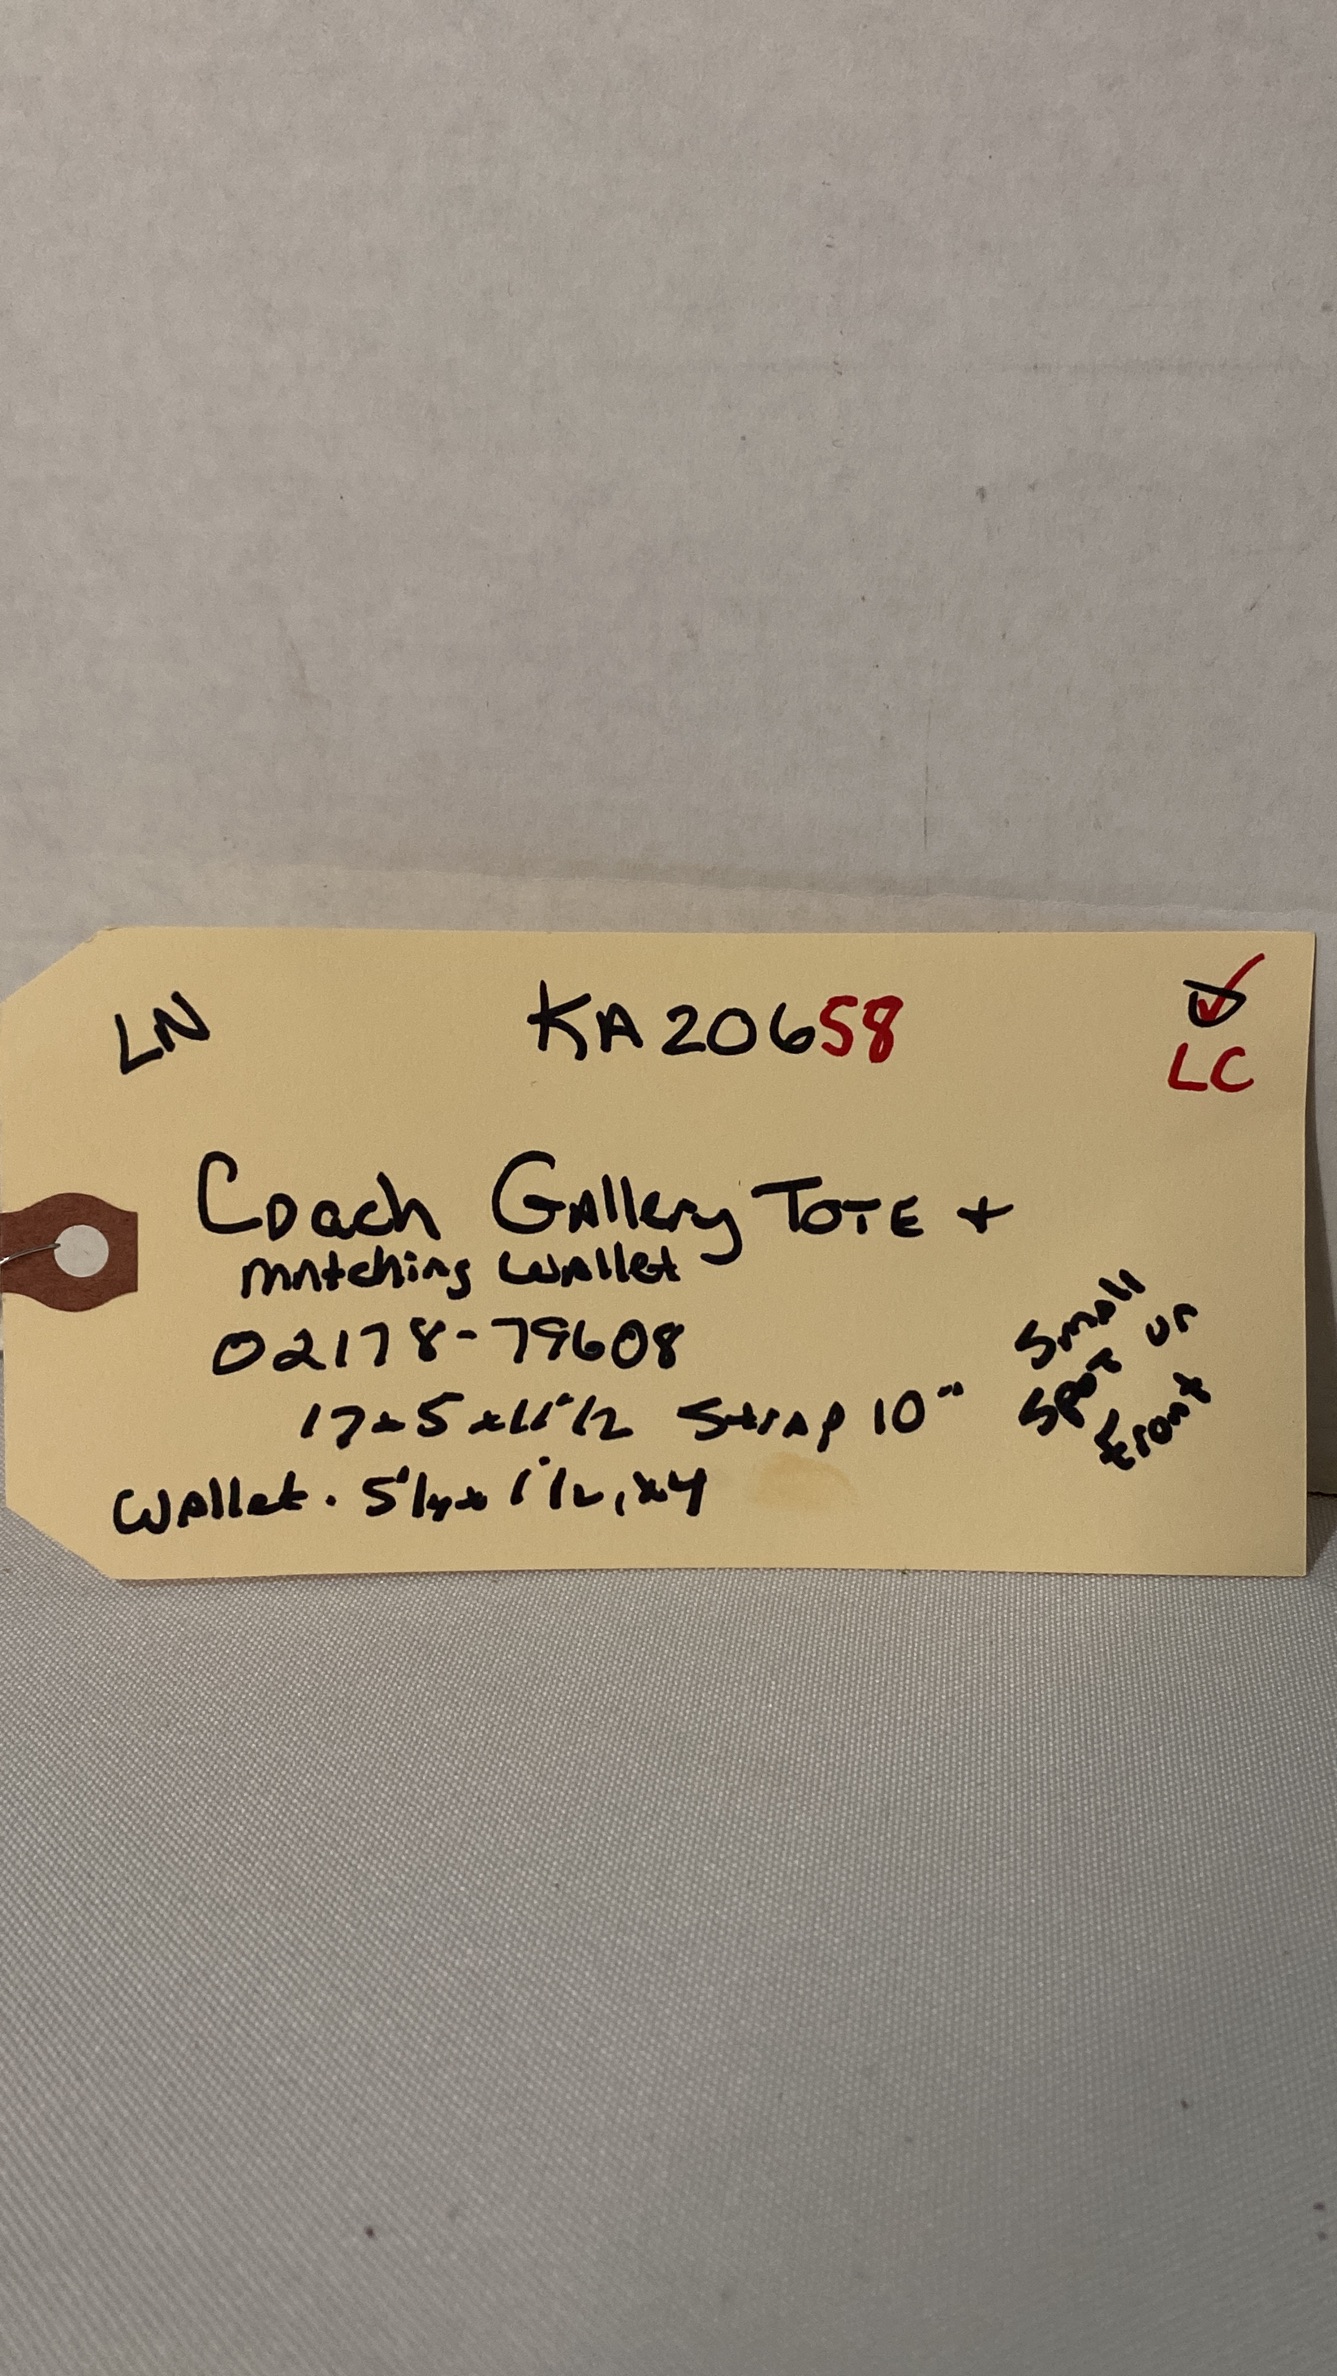 LN
KA20658
LC
Coach Gallery TOTE +
matching wallet
02178-79608
17x5x11 1/2 Strap 10"
Small
Spot on
front
Wallet. 5 1/4 x 1 1/2, x4